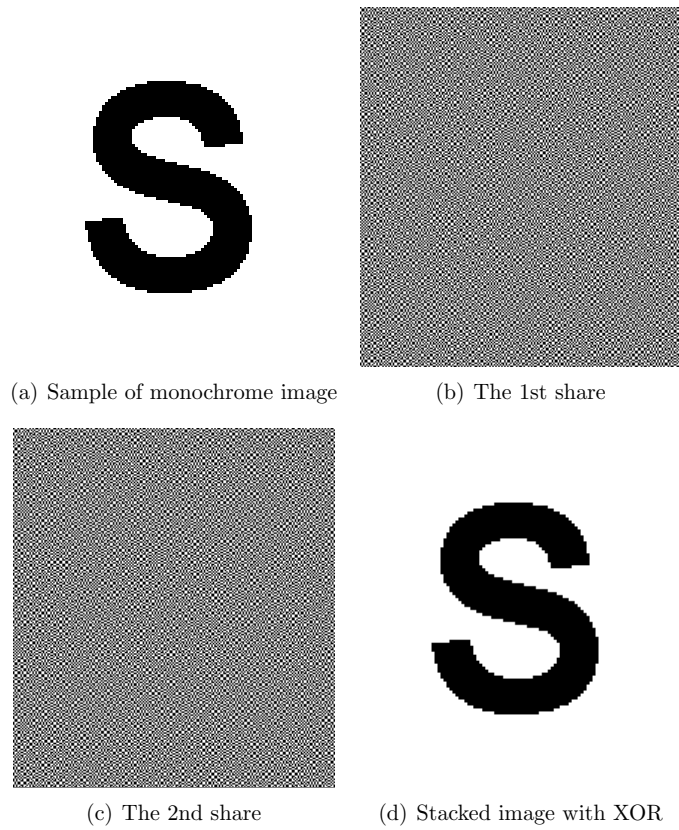 S
(a) Sample of monochrome image
(b) The 1st share
S
(c) The 2nd share
(d) Stacked image with XOR